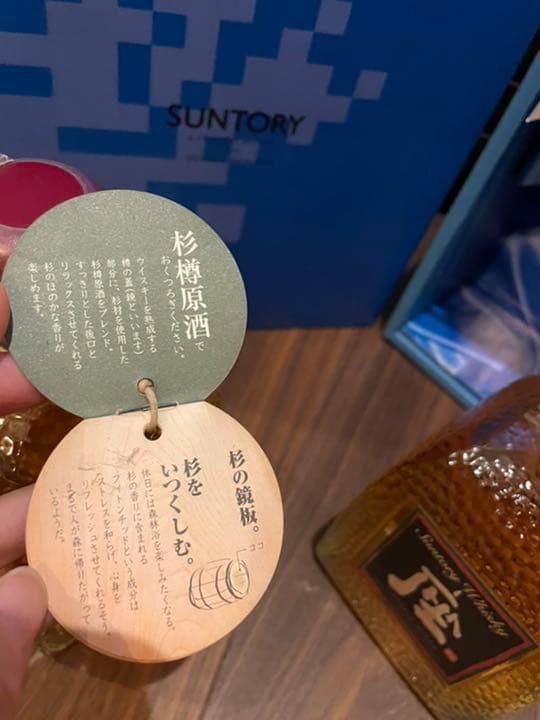 SUNTORY
杉樽原酒で
おくつろぎください。
ウイスキーを熟成する
樽の蓋(鏡といいます)
部分に、杉材を使用した
杉樽原酒をブレンド。
すっきりとした後口と
リラックスさせてくれる
杉のほのかな香りが
楽しめます。
杉の鏡板。
ココ
杉を
いつくしむ。
休日には森林浴を楽しみたくなる。
杉の香りに含まれる
フィトンチッドという成分は
ストレスを和らげ、心身を
リフレッシュさせてくれるそう。
まるで人が森に帰りたがって
いるようだ。
Suntory Whisky
座